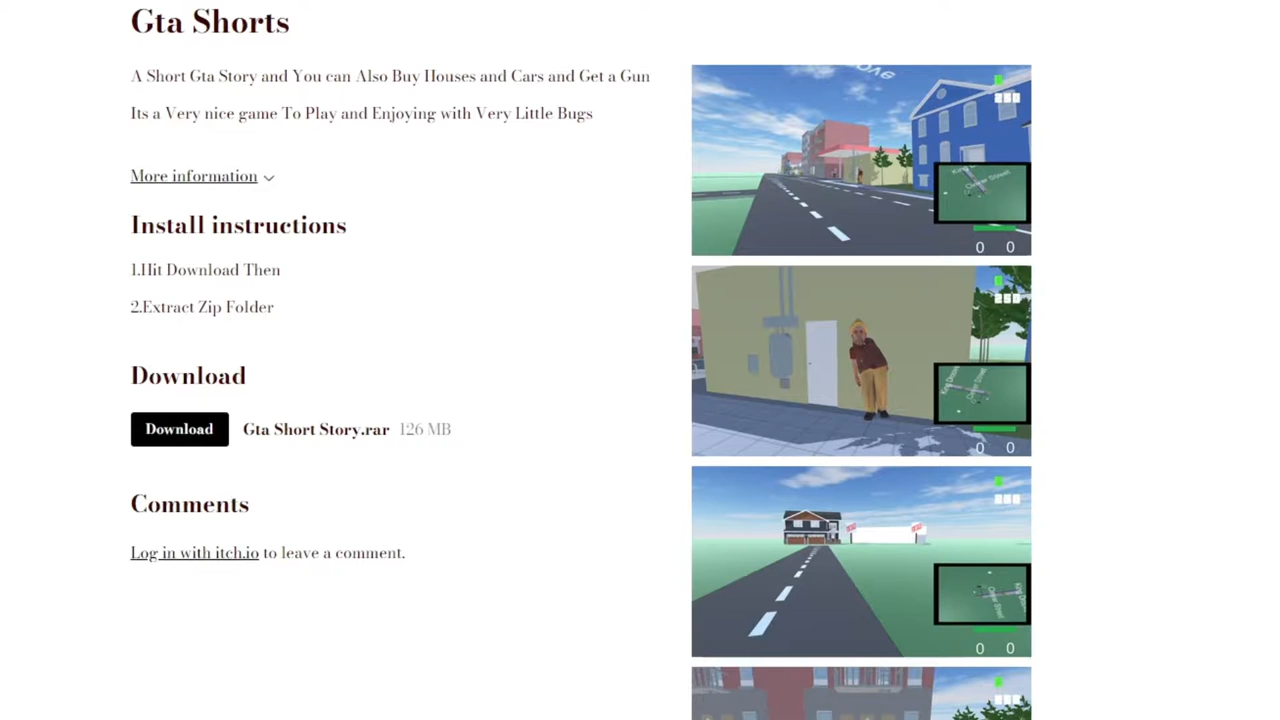 Gta Shorts
A Short Gta Story and You can Also Buy Houses and Cars and Get a Gun
Its a Very nice game To Play and Enjoying with Very Little Bugs
More information
Install instructions
1.Hit Download Then
2.Extract Zip Folder
Download
Download Gta Short Story.rar 126 MB
Comments
Log in with itch.io to leave a comment.
0 0
0 0
0 0